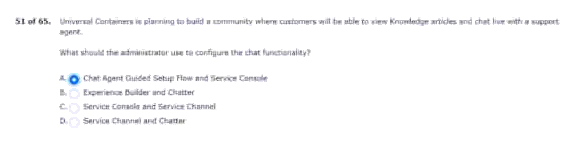 51 of 65. Universal Containers is planning to build a community where customers will be able to view Knowledge articles and chat live with a support
agent.
What should the administrator use to configure the chat functionality?
A. Chat Agent Guided Setup Flow and Service Console
B. Experience Builder and Chatter
C. Service Console and Service Channel
D. Service Channel and Chatter